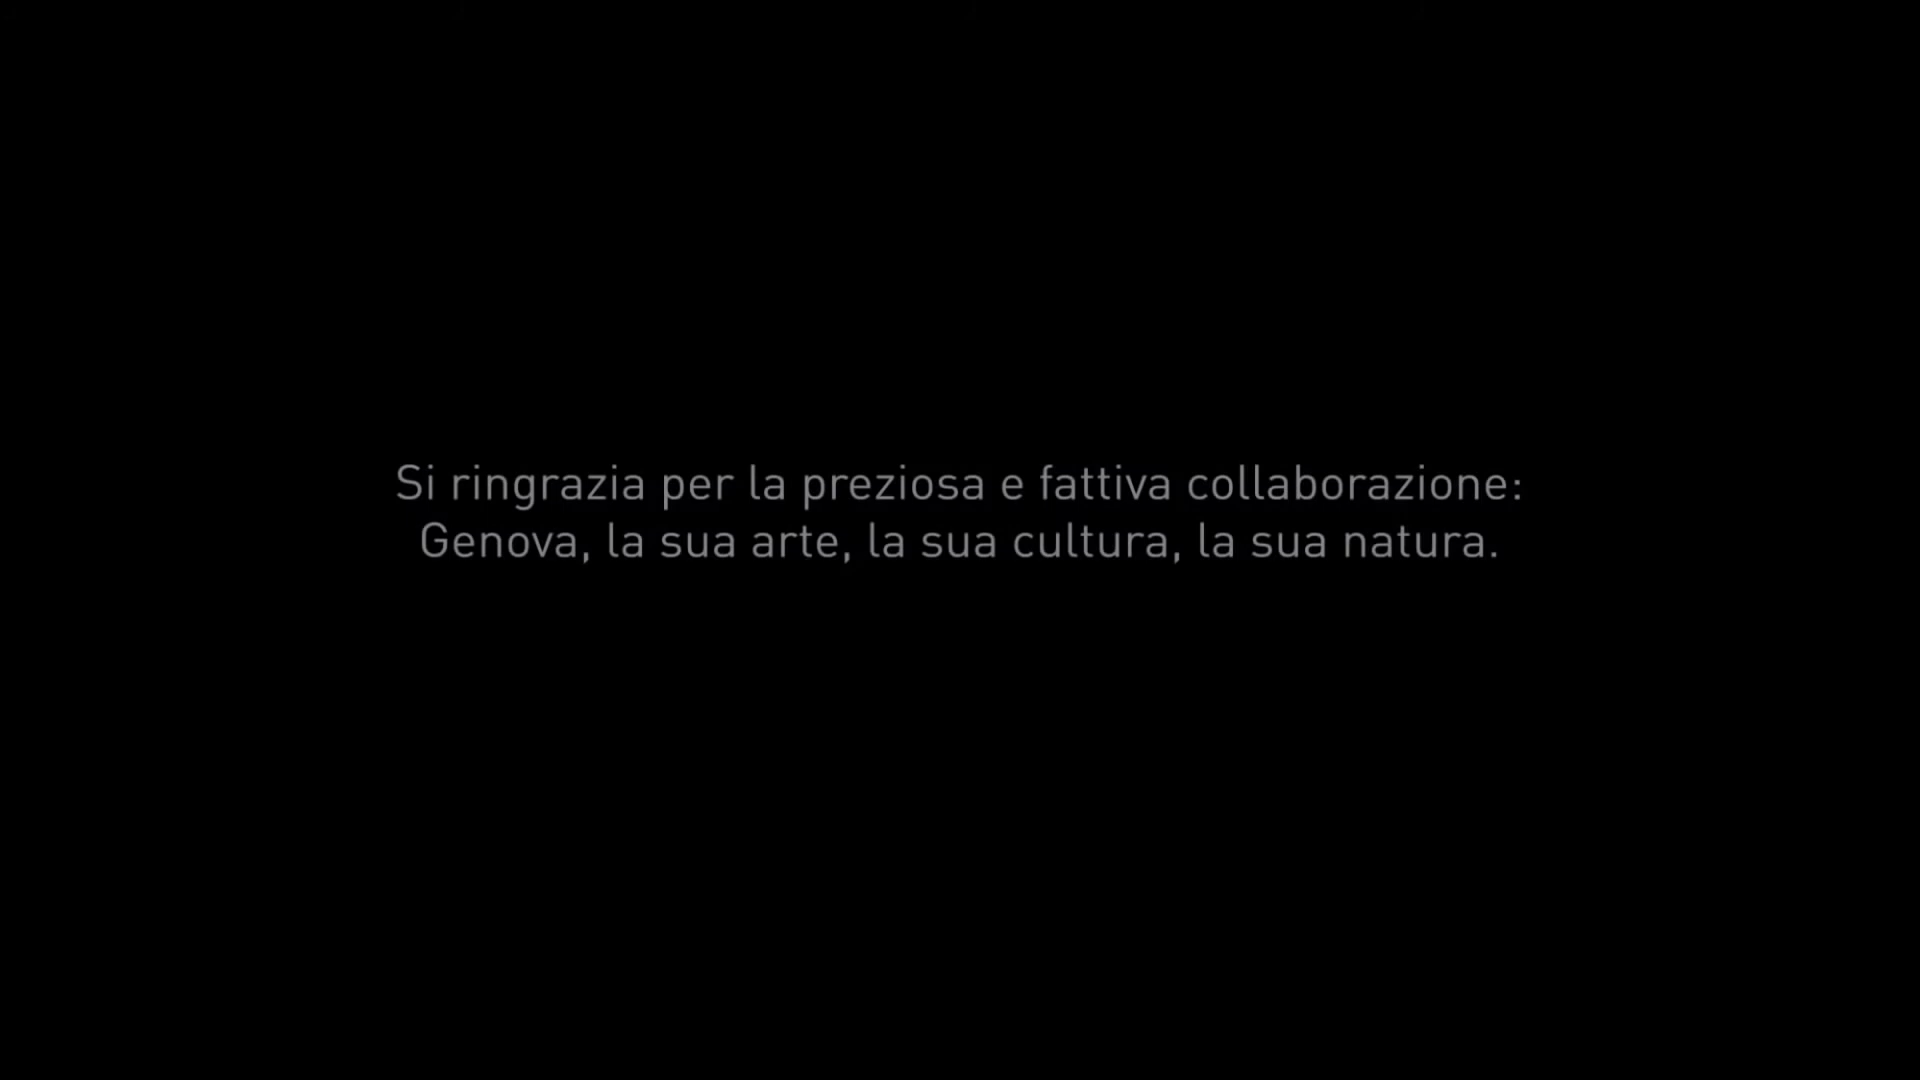 Si ringrazia per la preziosa e fattiva collaborazione:
Genova, la sua arte, la sua cultura, la sua natura.